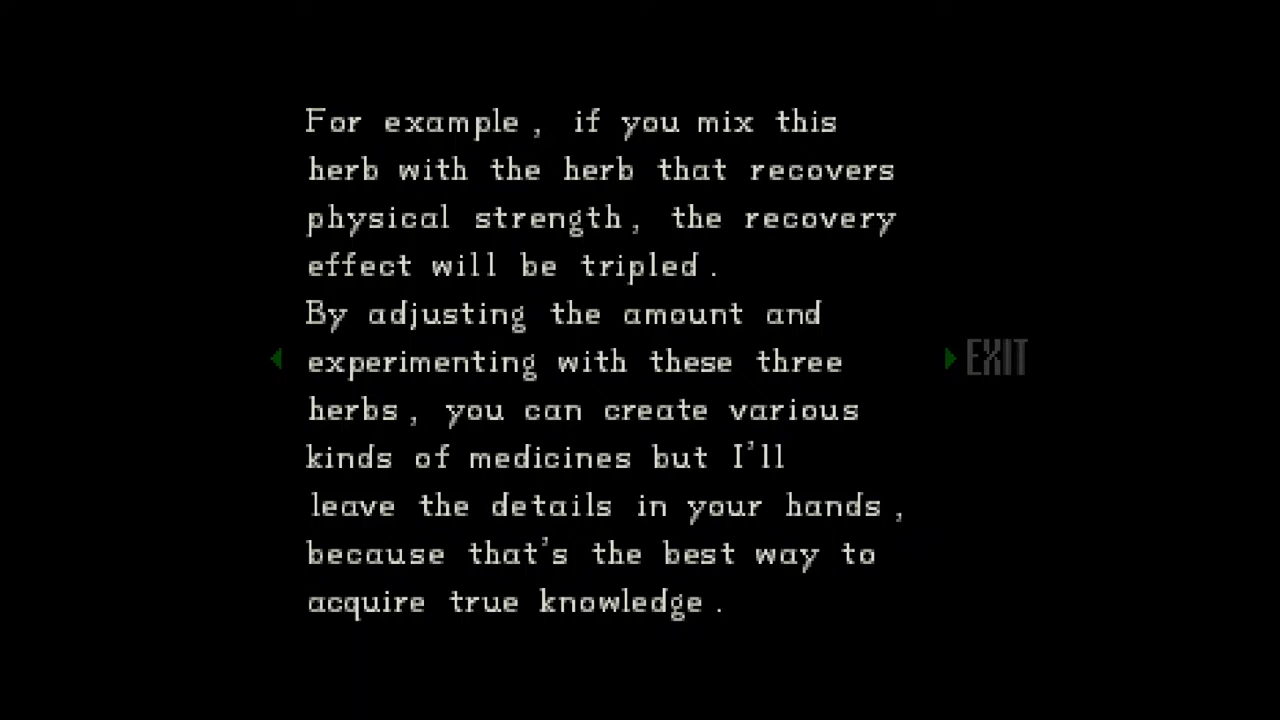 For example, if you mix this
herb with the herb that recovers
physical strength, the recovery
effect will be tripled.
By adjusting the amount and
experimenting with these three
herbs, you can create various
kinds of medicines but I'll
leave the details in your hands,
because that's the best way to
acquire true knowledge.
EXIT